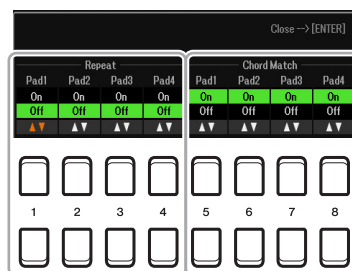 Close -->[ENTER]
Repeat Chord Match
Pad1 Pad2 Pad3 Pad4 Pad1 Pad2 Pad3 Pad4
On On On On On On On On
Off Off Off Off Off Off Off Off
1 2 3 4 5 6 7 8